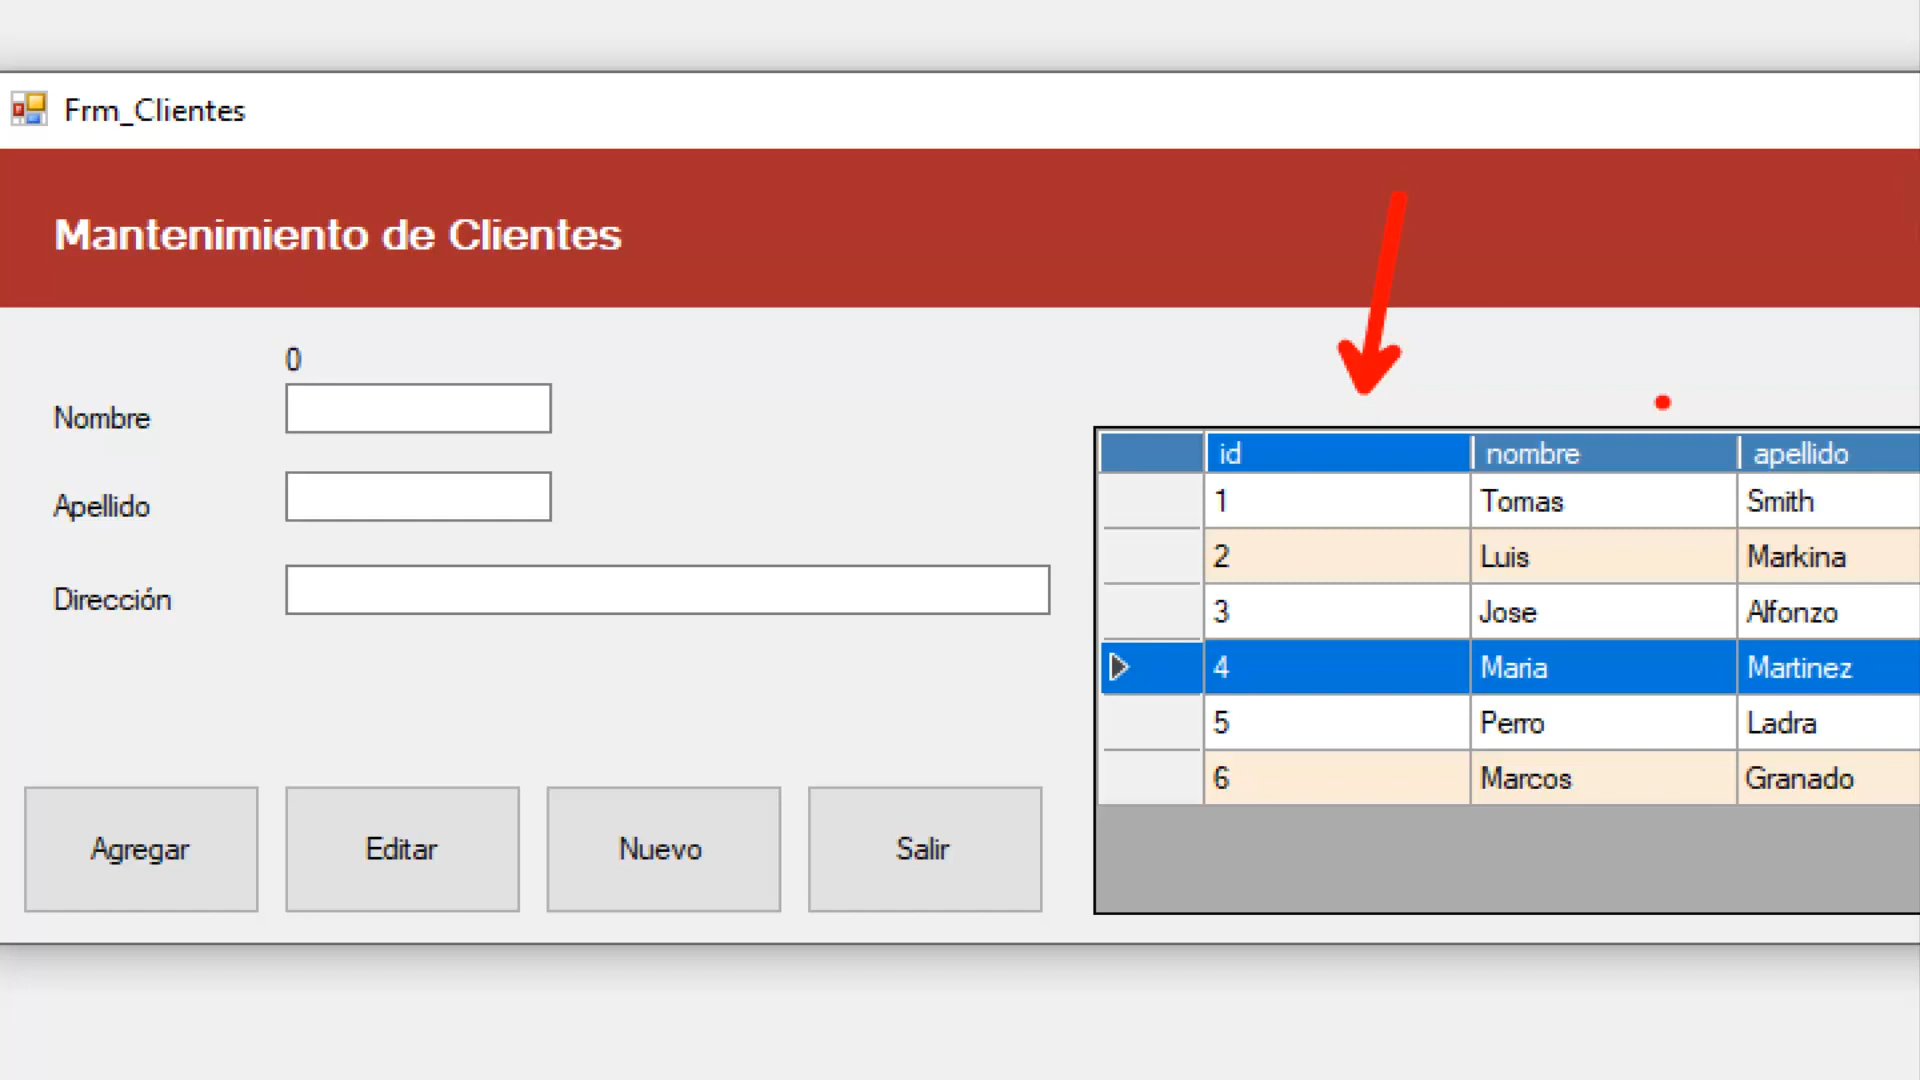 Frm_Clientes
Mantenimiento de Clientes
0
Nombre
Apellido
Dirección
Agregar Editar Nuevo Salir
id nombre apellido
1 Tomas Smith
2 Luis Markina
3 Jose Alfonzo
4 Maria Martinez
5 Perro Ladra
6 Marcos Granado